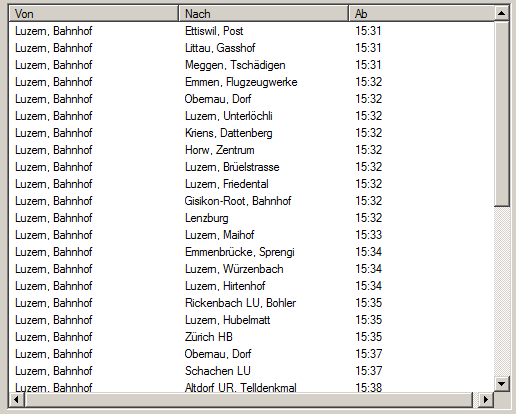 Von Nach Ab
Luzern, Bahnhof Ettiswil, Post 15:31
Luzern, Bahnhof Littau, Gasshof 15:31
Luzern, Bahnhof Meggen, Tschädigen 15:31
Luzern, Bahnhof Emmen, Flugzeugwerke 15:32
Luzern, Bahnhof Obernau, Dorf 15:32
Luzern, Bahnhof Luzern, Unterlöchli 15:32
Luzern, Bahnhof Kriens, Dattenberg 15:32
Luzern, Bahnhof Horw, Zentrum 15:32
Luzern, Bahnhof Luzern, Brüelstrasse 15:32
Luzern, Bahnhof Luzern, Friedental 15:32
Luzern, Bahnhof Gisikon-Root, Bahnhof 15:32
Luzern, Bahnhof Lenzburg 15:32
Luzern, Bahnhof Luzern, Maihof 15:33
Luzern, Bahnhof Emmenbrücke, Sprengi 15:34
Luzern, Bahnhof Luzern, Würzenbach 15:34
Luzern, Bahnhof Luzern, Hirtenhof 15:34
Luzern, Bahnhof Rickenbach LU, Bohler 15:35
Luzern, Bahnhof Luzern, Hubelmatt 15:35
Luzern, Bahnhof Zürich HB 15:35
Luzern, Bahnhof Obernau, Dorf 15:37
Luzern, Bahnhof Schachen LU 15:37
Luzern, Bahnhof Altdorf UR, Telldenkmal 15:38